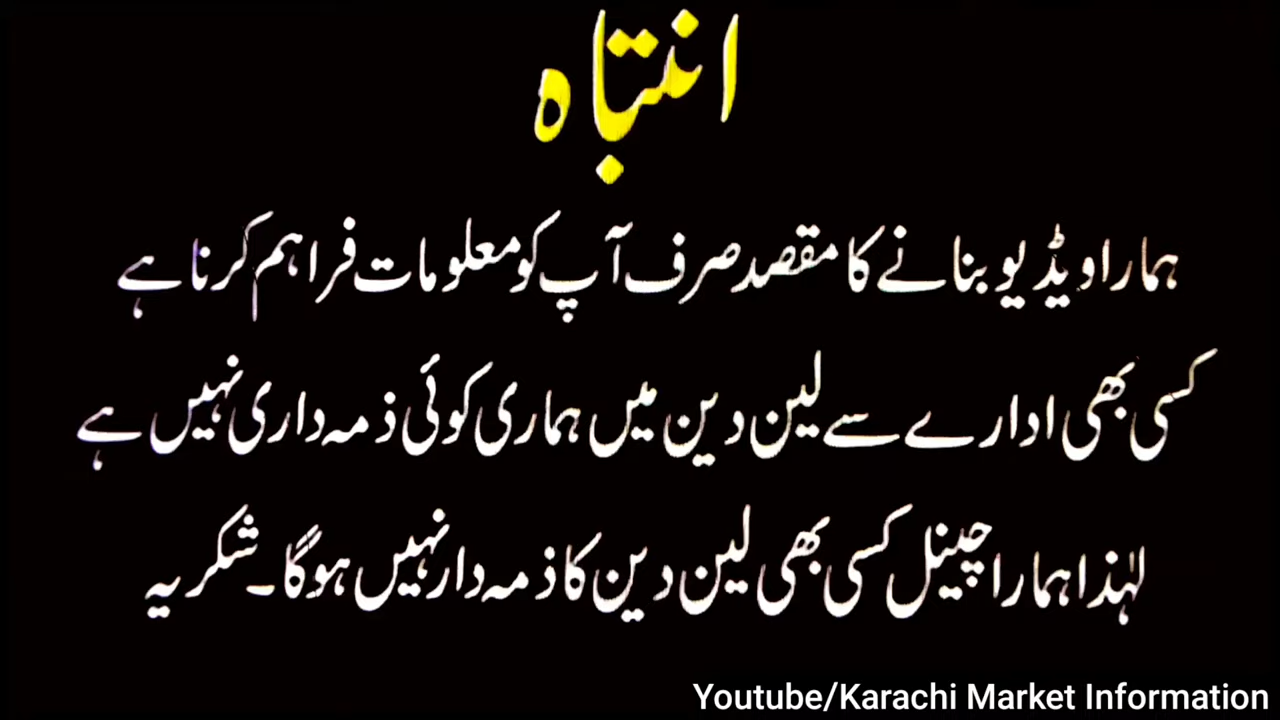 انتباہ
ہمارا ویڈیو بنانے کا مقصد صرف آپ کو معلومات فراہم کرنا ہے
کسی بھی ادارے سے لین دین میں ہماری کوئی ذمہ داری نہیں ہے
لہٰذا ہمارا چینل کسی بھی لین دین کا ذمہ دار نہیں ہوگا۔ شکریہ
Youtube/Karachi Market Information